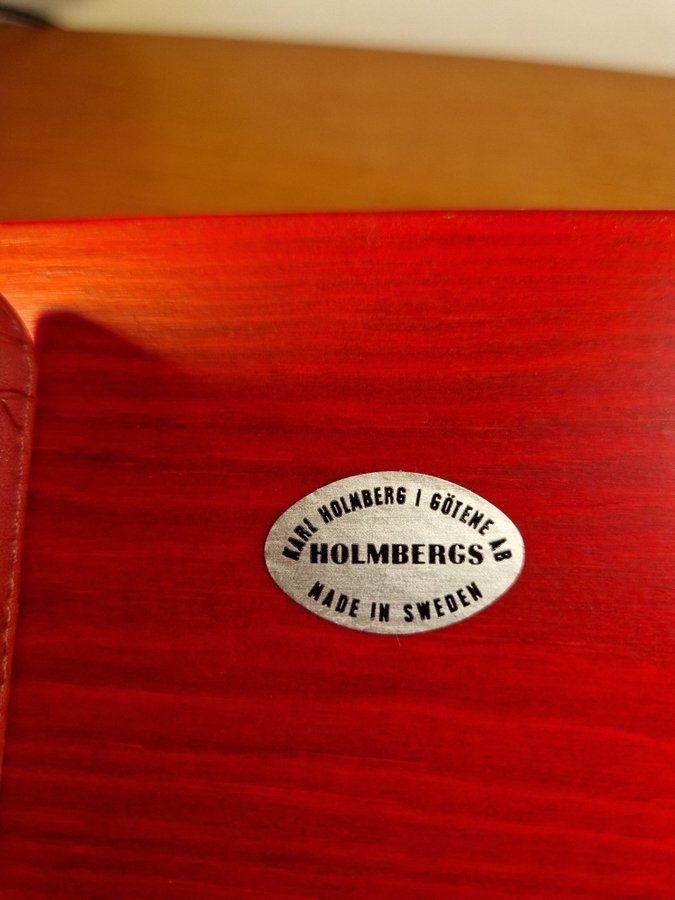 KARL HOLMBERG I GÖTENE AB
HOLMBERGS
MADE IN SWEDEN